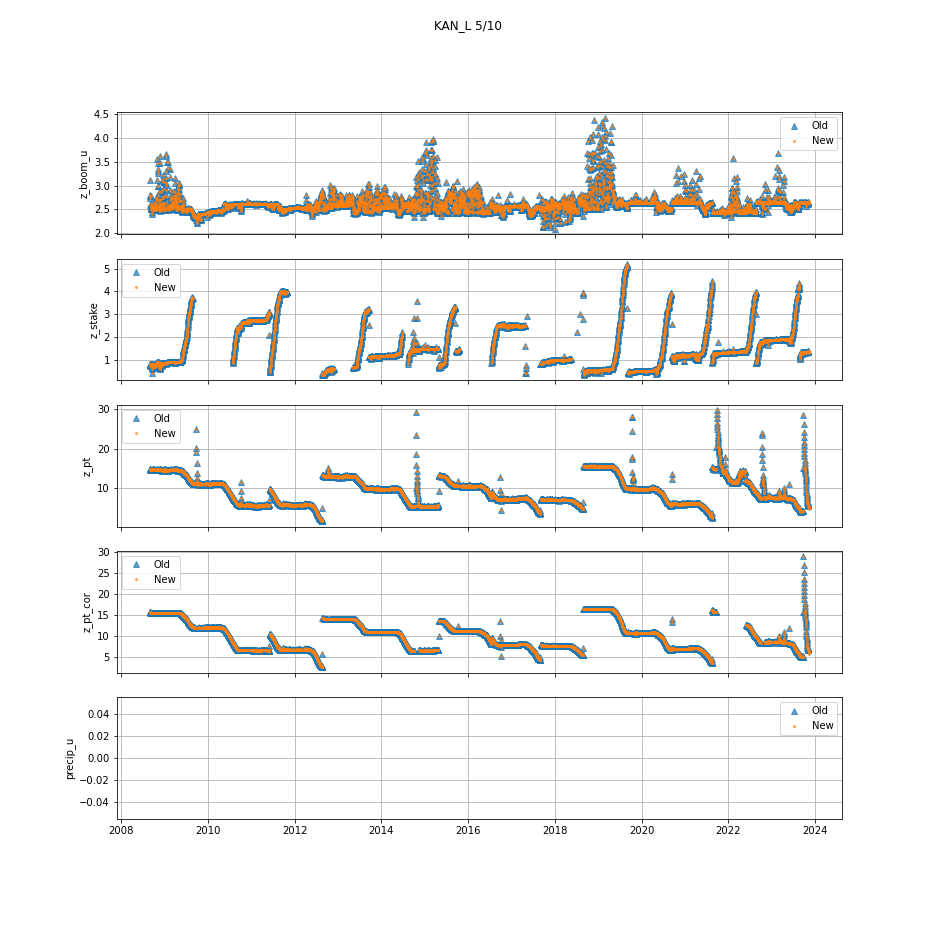 KAN_L 5/10
4.5
4.0
3.5
3.0
2.5
2.0
z_boom_u
Old
New
5
4
3
2
1
z_stake
Old
New
30
20
10
z_pt
Old
New
30
25
20
15
10
5
z_pt_cor
Old
New
0.04
0.02
0.00
−0.02
−0.04
precip_u
Old
New
2008 2010 2012 2014 2016 2018 2020 2022 2024